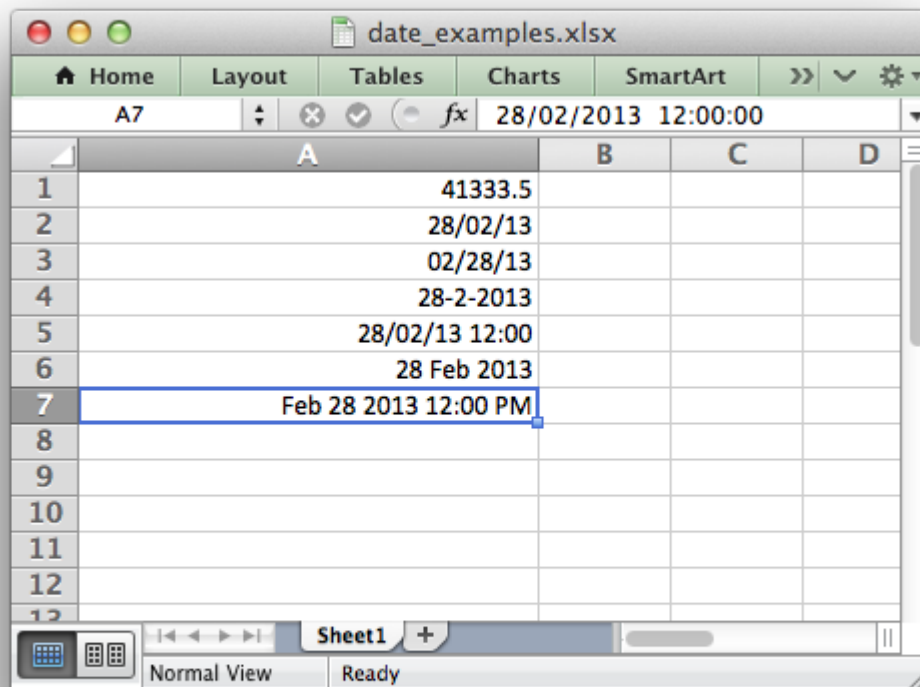 date_examples.xlsx
Home Layout Tables Charts SmartArt
A7 fx 28/02/2013 12:00:00
A B C D
1 41333.5
2 28/02/13
3 02/28/13
4 28-2-2013
5 28/02/13 12:00
6 28 Feb 2013
7 Feb 28 2013 12:00 PM
8
9
10
11
12
13
Sheet1 +
Normal View Ready